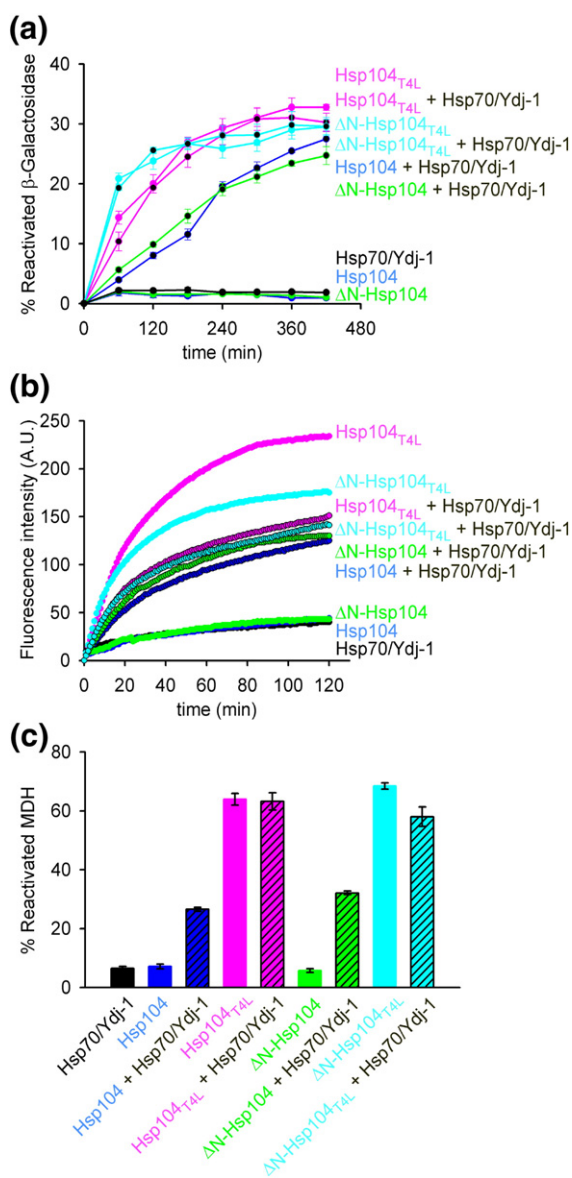 (a)
% Reactivated β-Galactosidase
40
30
20
10
0
0 120 240 360 480
time (min)
Hsp104T4L
Hsp104T4L + Hsp70/Ydj-1
ΔN-Hsp104T4L
ΔN-Hsp104T4L + Hsp70/Ydj-1
Hsp104 + Hsp70/Ydj-1
ΔN-Hsp104 + Hsp70/Ydj-1
Hsp70/Ydj-1
Hsp104
ΔN-Hsp104
(b)
Fluorescence intensity (A.U.)
250
200
150
100
50
0
0 20 40 60 80 100 120
time (min)
Hsp104T4L
ΔN-Hsp104T4L
Hsp104T4L + Hsp70/Ydj-1
ΔN-Hsp104T4L + Hsp70/Ydj-1
ΔN-Hsp104 + Hsp70/Ydj-1
Hsp104 + Hsp70/Ydj-1
ΔN-Hsp104
Hsp104
Hsp70/Ydj-1
(c)
% Reactivated MDH
80
60
40
20
0
Hsp70/Ydj-1
Hsp104
Hsp104 + Hsp70/Ydj-1
Hsp104T4L
Hsp104T4L + Hsp70/Ydj-1
ΔN-Hsp104
ΔN-Hsp104 + Hsp70/Ydj-1
ΔN-Hsp104T4L
ΔN-Hsp104T4L + Hsp70/Ydj-1